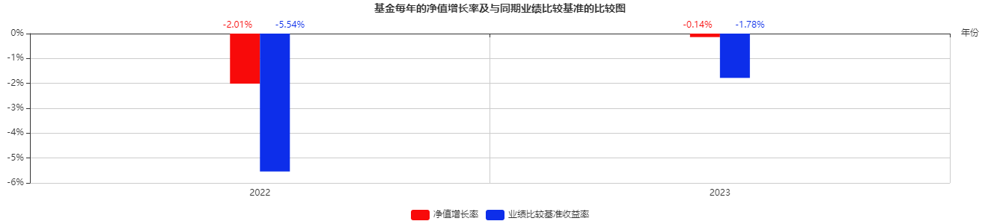 基金每年的净值增长率及与同期业绩比较基准的比较图
-2.01% -5.54% -0.14% -1.78%
0% 年份
-1%
-2%
-3%
-4%
-5%
-6%
2022 2023
净值增长率 业绩比较基准收益率